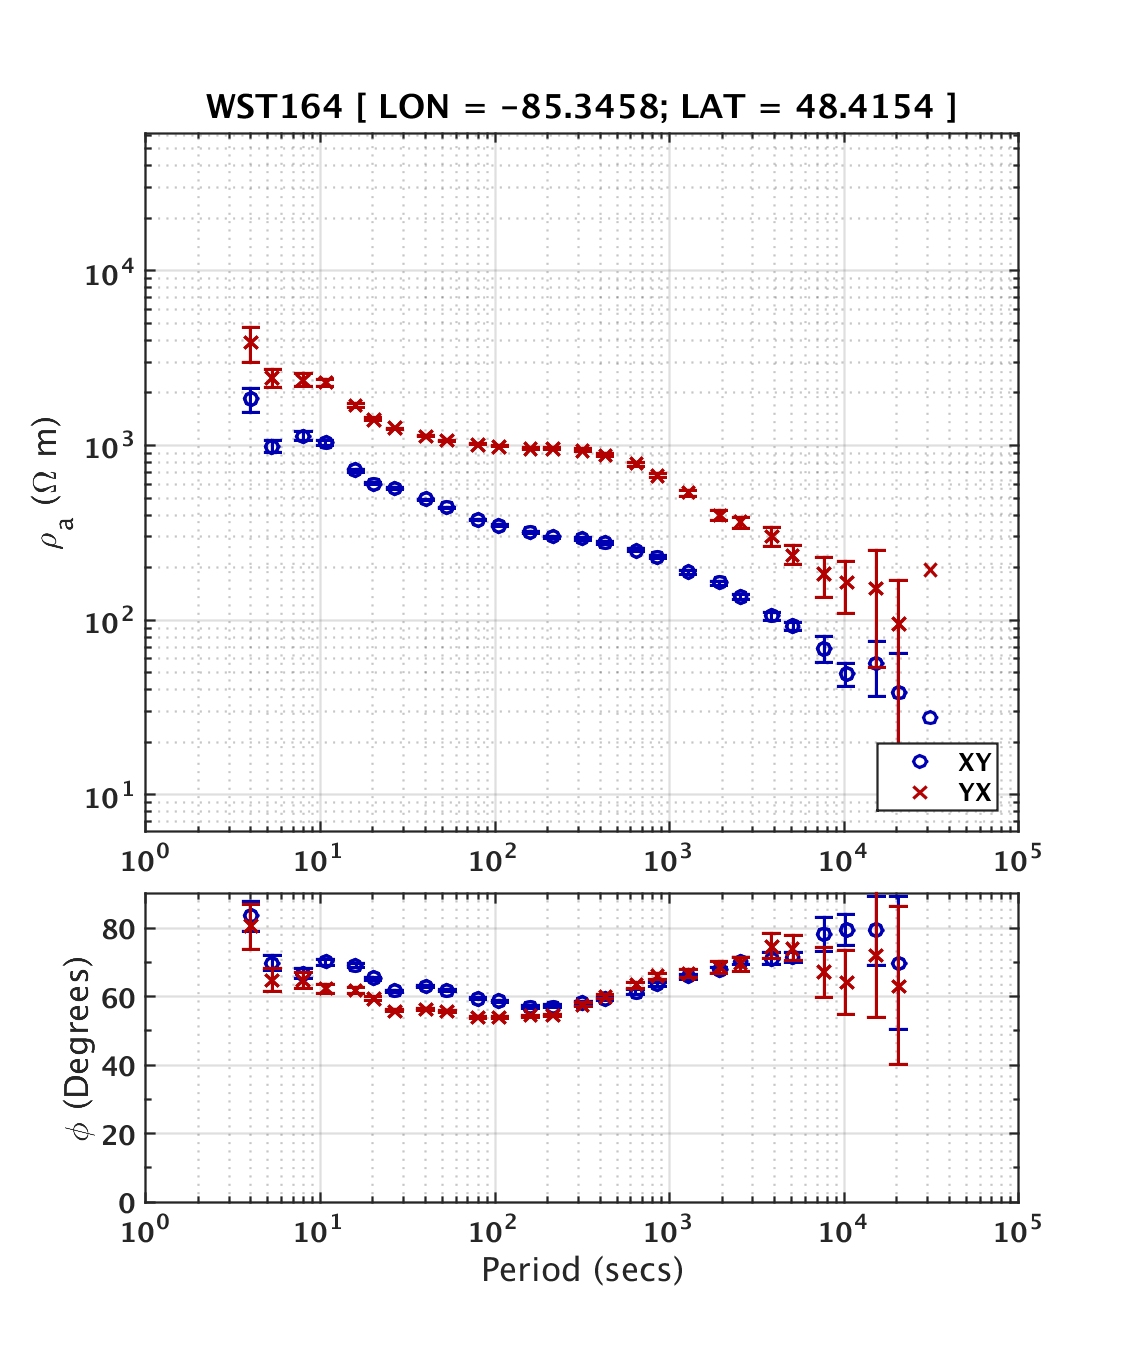 WST164 [ LON = -85.3458; LAT = 48.4154 ]
ρa (Ω m)
10^4
10^3
10^2
10^1
XY
YX
10^0 10^1 10^2 10^3 10^4 10^5
ϕ (Degrees)
80
60
40
20
0
10^0 10^1 10^2 10^3 10^4 10^5
Period (secs)